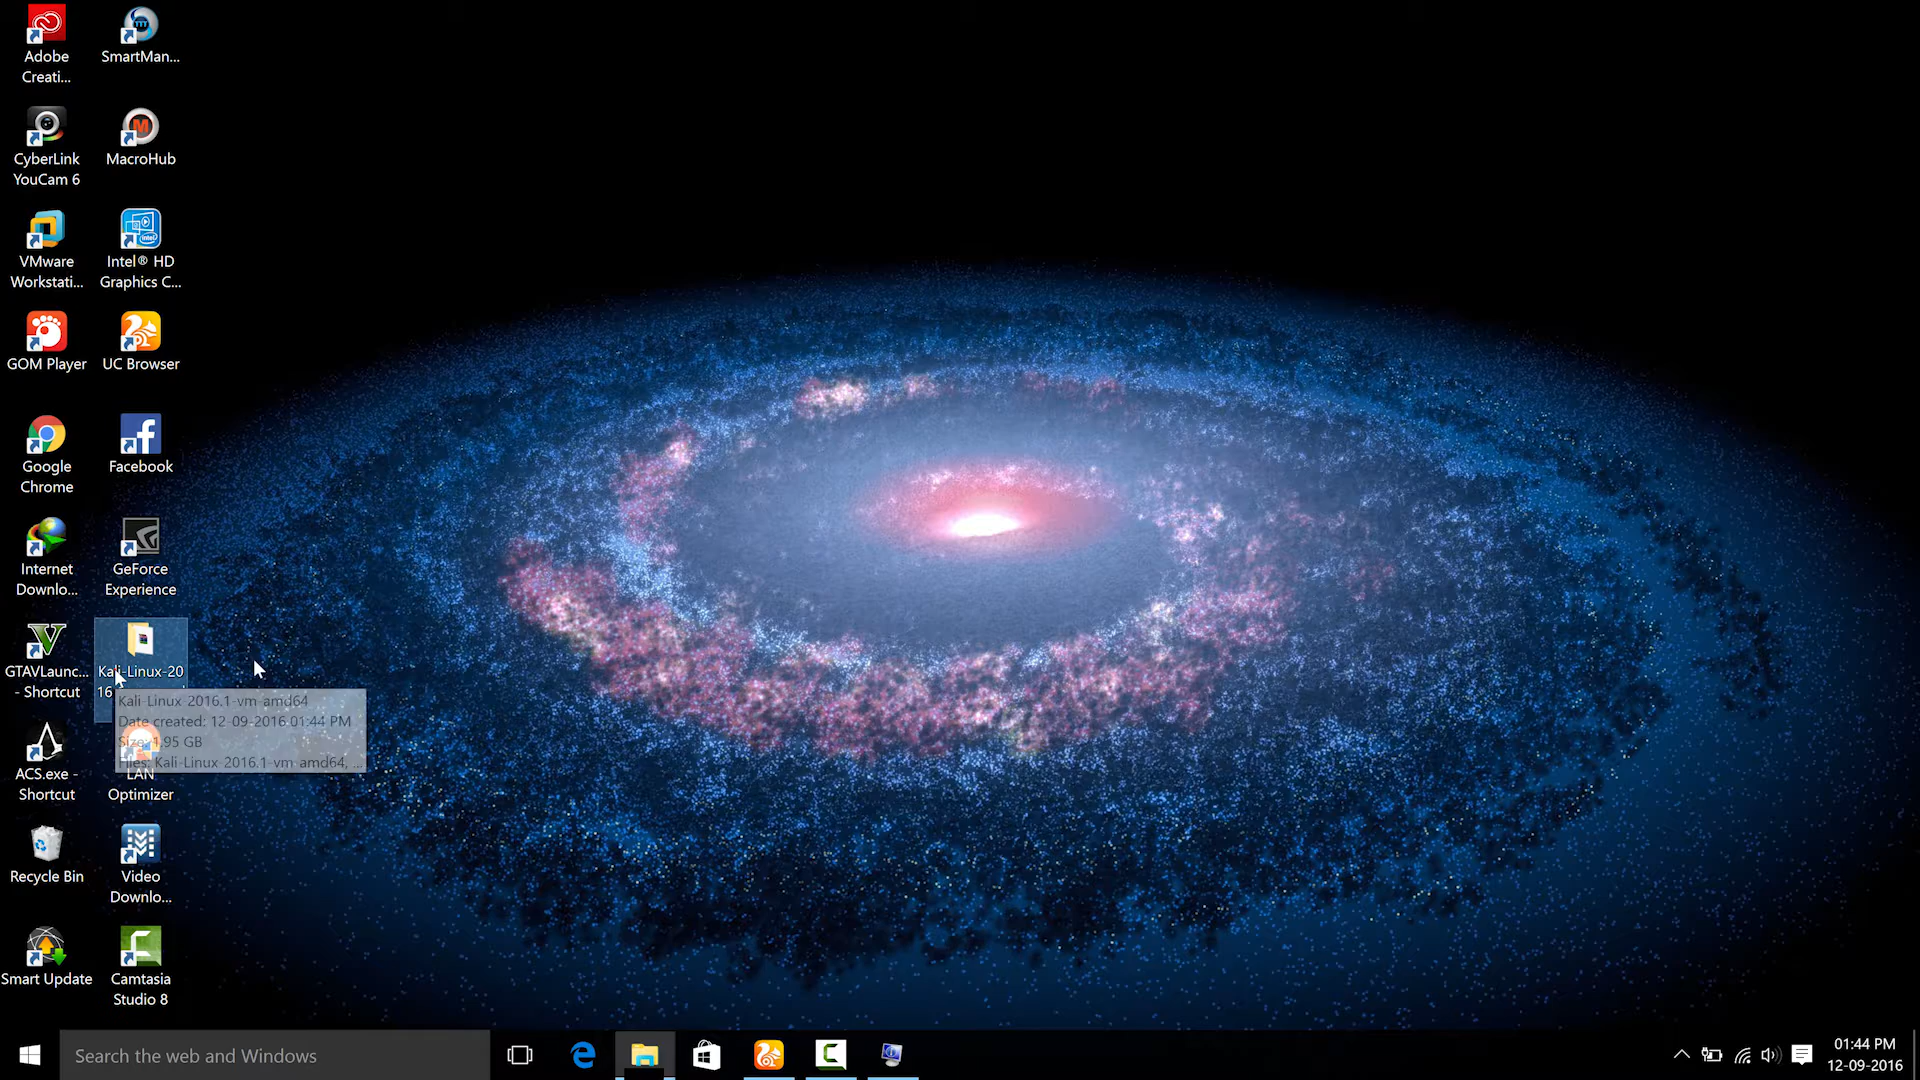 Adobe
Creati...
SmartMan...
CyberLink
YouCam 6
MacroHub
VMware
Workstati...
Intel® HD
Graphics C...
GOM Player
UC Browser
Google
Chrome
Facebook
Internet
Downlo...
GeForce
Experience
GTAVLaunc...
- Shortcut
Kali-Linux-20
16
Kali-Linux-2016.1-vm-amd64
Date created: 12-09-2016 01:44 PM
Size: 1.95 GB
Files: Kali-Linux-2016.1-vm-amd64, ...
ACS.exe -
Shortcut
LAN
Optimizer
Recycle Bin
Video
Downlo...
Smart Update
Camtasia
Studio 8
Search the web and Windows
01:44 PM
12-09-2016